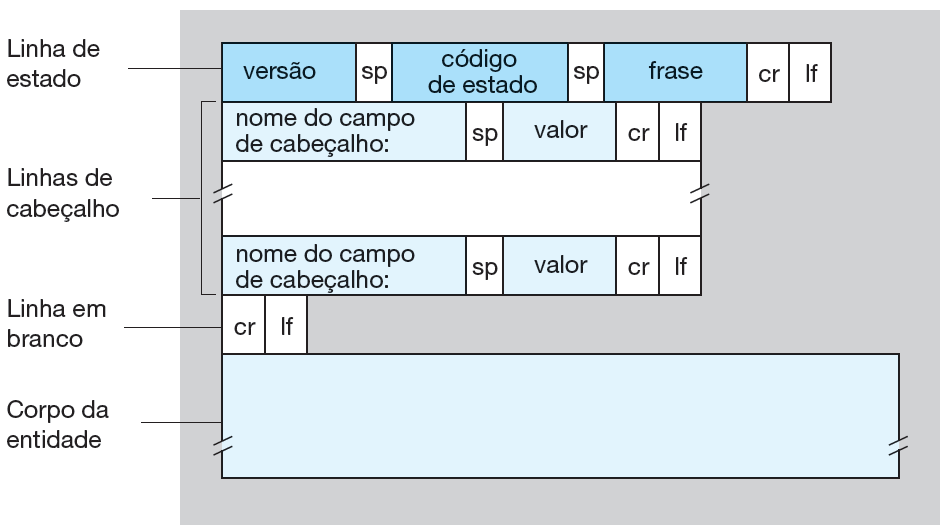 Linha de
estado
versão sp código
de estado sp frase cr lf
nome do campo
de cabeçalho: sp valor cr lf
Linhas de
cabeçalho
nome do campo
de cabeçalho: sp valor cr lf
Linha em
branco
cr lf
Corpo da
entidade